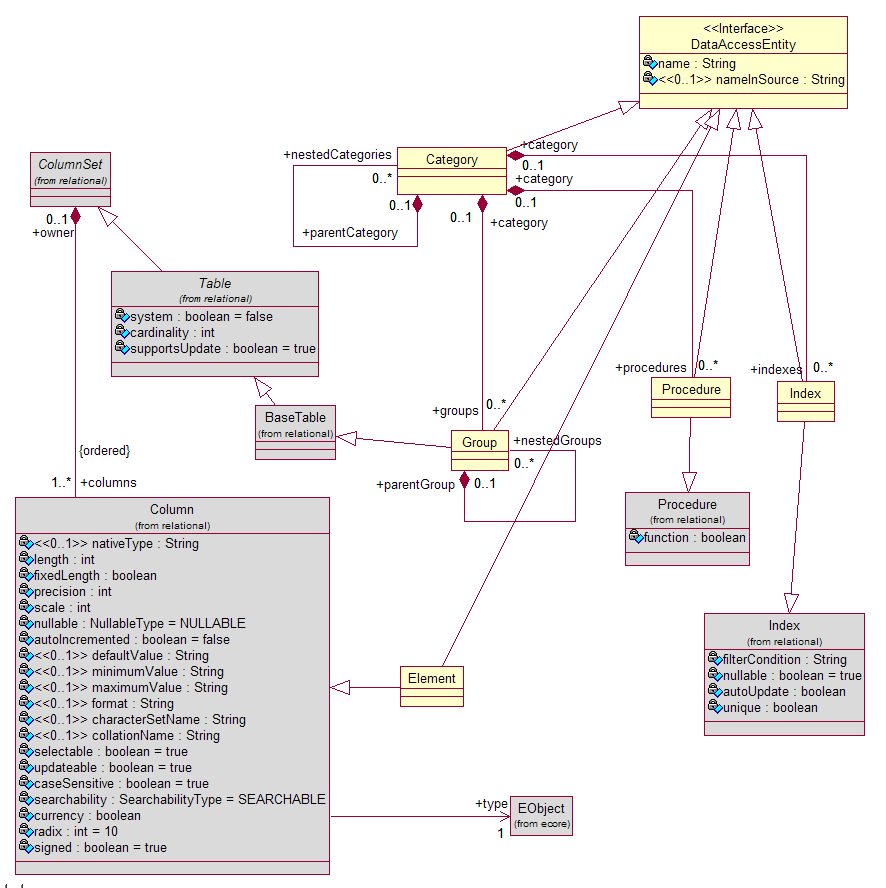 <<Interface>>
DataAccessEntity
name : String
<<0..1>> nameInSource : String
+category
0..1
+category
0..1
+nestedCategories
0..*
Category
0..1
+parentCategory
0..1
+category
ColumnSet
(from relational)
0..1
+owner
Table
(from relational)
system : boolean = false
cardinality : int
supportsUpdate : boolean = true
+procedures
0..*
+indexes
0..*
Procedure
Index
BaseTable
(from relational)
+groups
0..*
Group
+nestedGroups
0..*
+parentGroup
0..1
{ordered}
1..*
+columns
Procedure
(from relational)
function : boolean
Column
(from relational)
<<0..1>> nativeType : String
length : int
fixedLength : boolean
precision : int
scale : int
nullable : NullableType = NULLABLE
autoIncremented : boolean = false
<<0..1>> defaultValue : String
<<0..1>> minimumValue : String
<<0..1>> maximumValue : String
<<0..1>> format : String
<<0..1>> characterSetName : String
<<0..1>> collationName : String
selectable : boolean = true
updateable : boolean = true
caseSensitive : boolean = true
searchability : SearchabilityType = SEARCHABLE
currency : boolean
radix : int = 10
signed : boolean = true
Element
Index
(from relational)
filterCondition : String
nullable : boolean = true
autoUpdate : boolean
unique : boolean
+type
1
EObject
(from ecore)